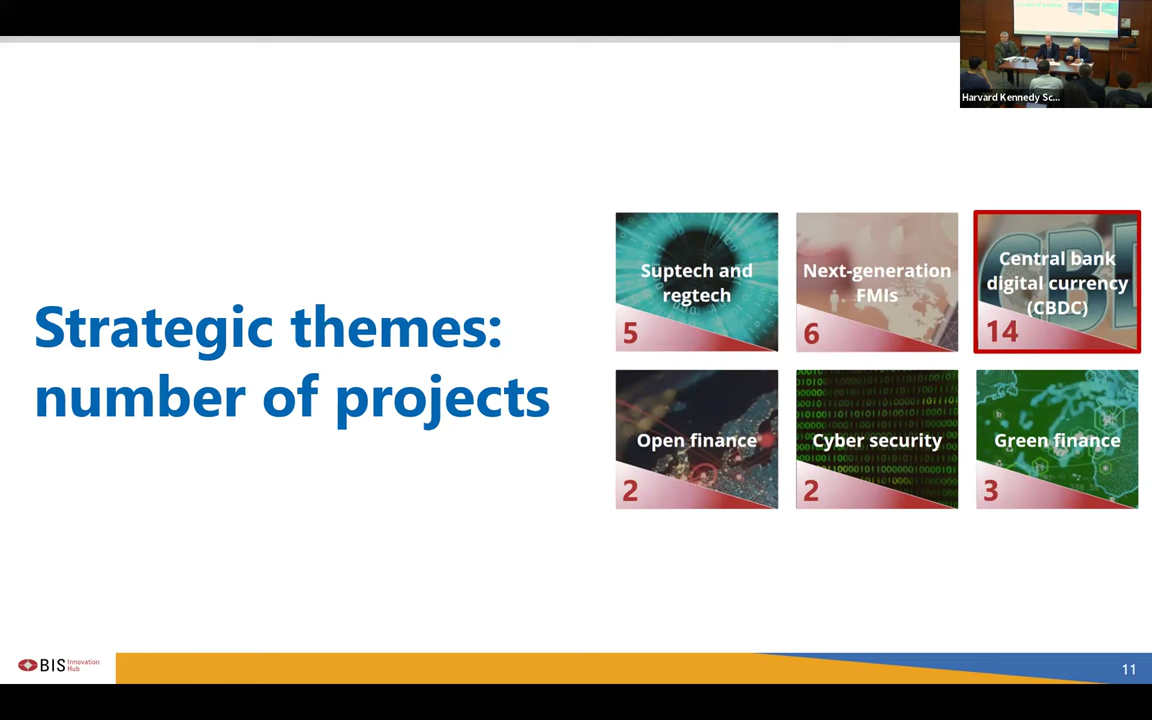 Harvard Kennedy Sc...
Strategic themes:
number of projects
Suptech and
regtech
5
Next-generation
FMIs
6
Central bank
digital currency
(CBDC)
14
Open finance
2
Cyber security
2
Green finance
3
BIS Innovation
Hub
11